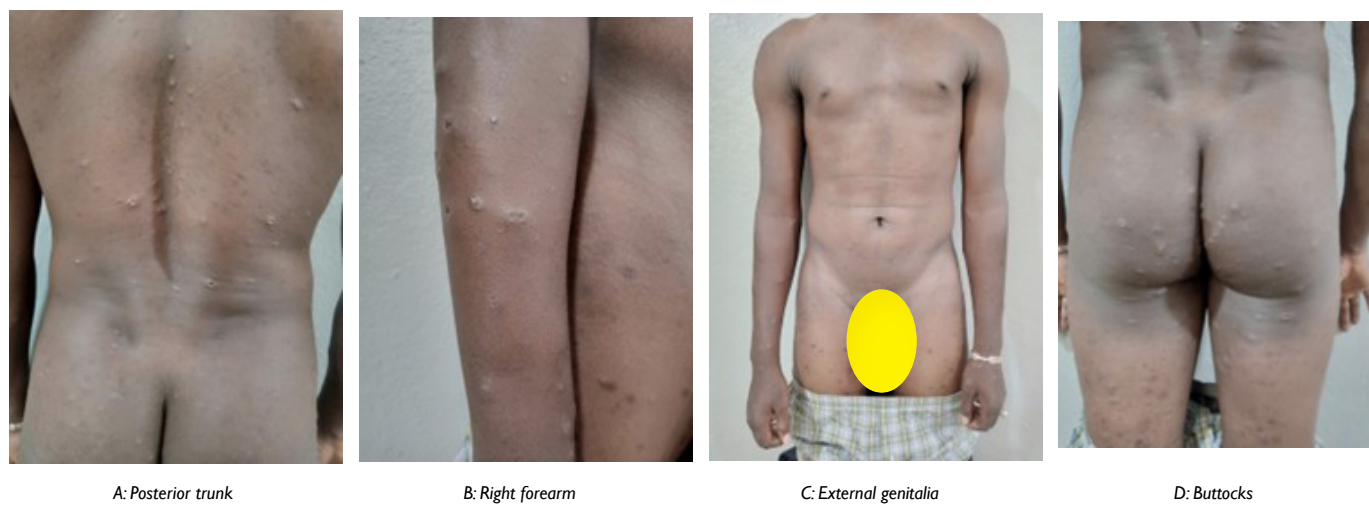 A: Posterior trunk
B: Right forearm
C: External genitalia
D: Buttocks